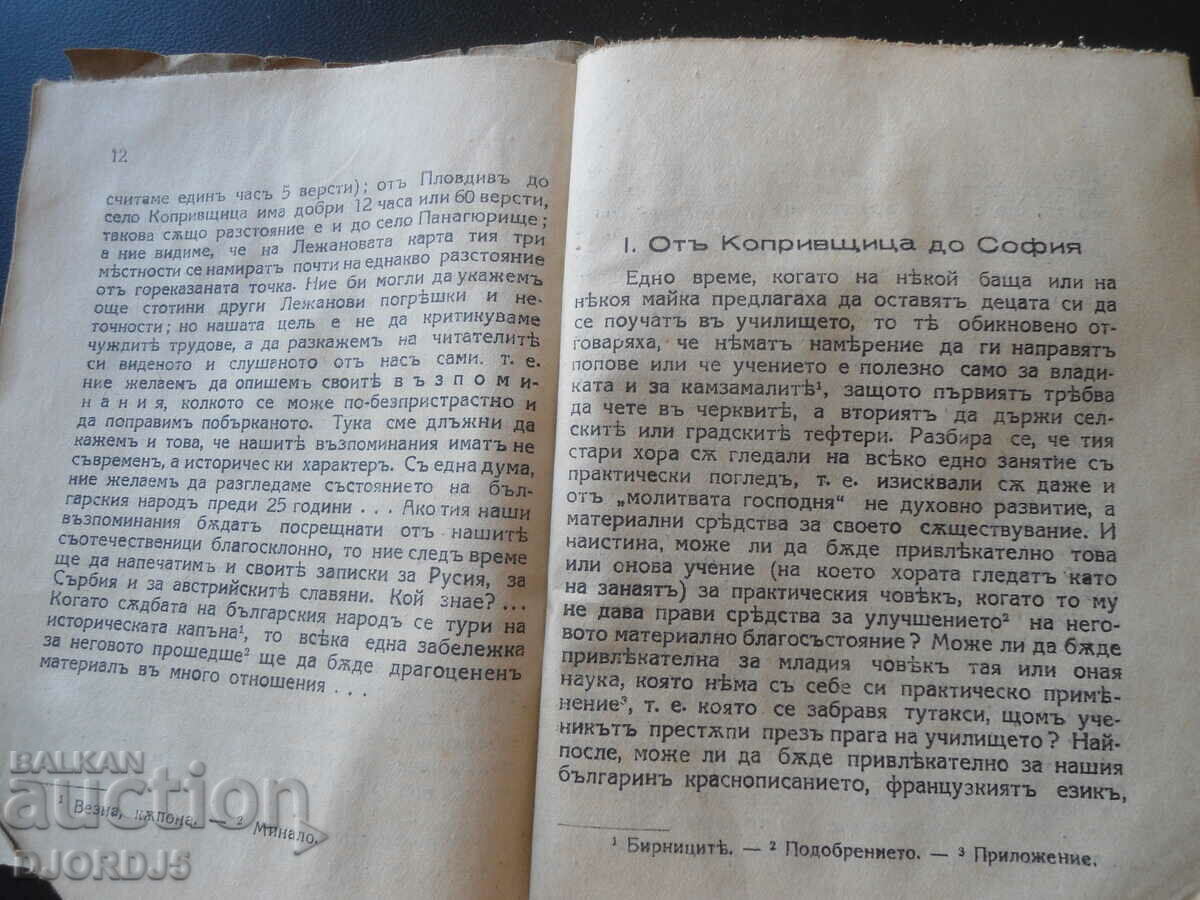 12
считаме единъ часъ 5 версти); отъ Пловдивъ до
село Копривщица има добри 12 часа или 60 версти,
такова сѫщо разстояние е и до село Панагюрище;
а ние видиме, че на Лежановата карта тия три
мѣстности се намиратъ почти на еднакво разстояние
отъ гореказаната точка. Ние би могли да укажемъ
още стотини други Лежанови погрѣшки и не-
точности; но нашата цель е не да критикуваме
чуждитѣ трудове, а да разкажемъ на читателитѣ
си виденото и слушаното отъ насъ сами. т. е.
ние желаемъ да опишемъ своитѣ възпоми-
нания, колкото се може по-безпристрастно и
да поправимъ побърканото. Тука сме длъжни да
кажемъ и това, че нашитѣ възпоминания иматъ не
съвременъ, а исторически характеръ. Съ една дума,
ние желаемъ да разгледаме състоянието на бъл-
гарския народъ преди 25 години . . . Ако тия наши
възпоминания бѫдатъ посрещнати отъ нашитѣ
съотечественици благосклонно, то ние следъ време
ще да напечатимъ и своитѣ записки за Русия, за
Сърбия и за австрийскитѣ славяни. Кой знае? ...
Когато сѫдбата на българския народъ се тури на
историческата капъна¹, то всѣка една забележка
за неговото прошедше² ще да бѫде драгоцененъ
материалъ въ много отношения . . .
¹ Везна, кѫпона. — ² Минало.
I. Отъ Копривщица до София
Едно време, когато на нѣкой баща или на
нѣкоя майка предлагаха да оставятъ децата си да
се поучатъ въ училището, то тѣ обикновено от-
говаряха, че нѣматъ намѣрение да ги направятъ
попове или че учението е полезно само за влади-
ката и за камзамалитѣ¹, защото първиятъ трѣбва
да чете въ черквитѣ, а вториятъ да държи сел-
скитѣ или градскитѣ тефтери. Разбира се, че тия
стари хора сѫ гледали на всѣко едно занятие съ
практически погледъ, т. е. изисквали сѫ даже и
отъ „молитвата господня“ не духовно развитие, а
материални срѣдства за своето сѫществувание. И
наистина, може ли да бѫде привлѣкателно това
или онова учение (на което хората гледатъ като
на занаятъ) за практическия човѣкъ, когато то му
не дава прави срѣдства за улучшението² на него-
вото материално благосъстояние? Може ли да бѫде
привлѣкателна за младия човѣкъ тая или оная
наука, която нѣма съ себе си практическо примѣ-
нение³, т. е. която се забравя тутакси, щомъ уче-
никътъ престѫпи презъ прага на училището? Най-
после, може ли да бѫде привлѣкателно за нашия
българинъ краснописанието, французкиятъ езикъ,
¹ Бирницитѣ. — ² Подобрението. — ³ Приложение.
BALKAN
auction
DJORDJ5